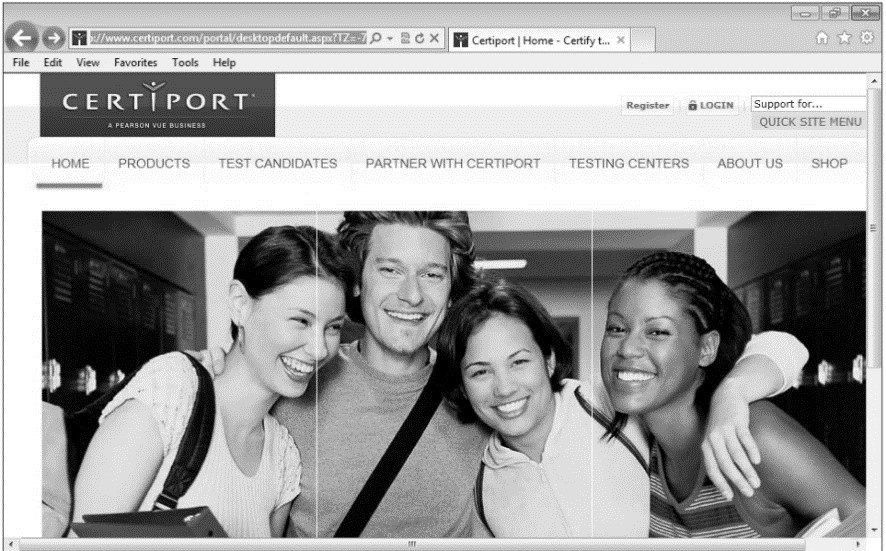 p://www.certiport.com/portal/desktopdefault.aspx?TZ=-7
Certiport | Home - Certify t...
File Edit View Favorites Tools Help
CERTIPORT
A PEARSON VUE BUSINESS
Register LOGIN Support for...
QUICK SITE MENU
HOME PRODUCTS TEST CANDIDATES PARTNER WITH CERTIPORT TESTING CENTERS ABOUT US SHOP